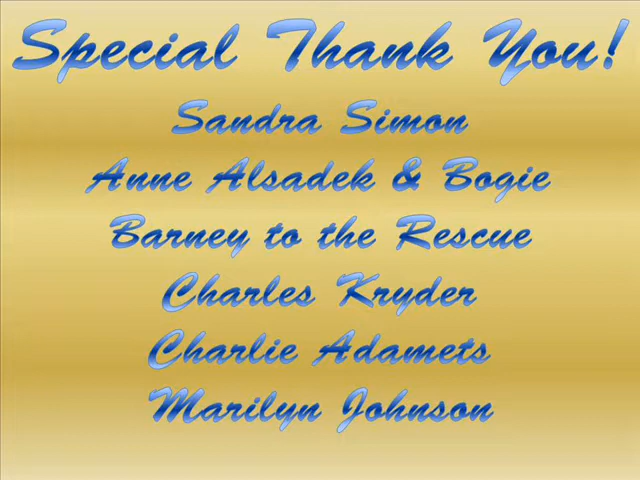 Special Thank You!
Sandra Simon
Anne Alsadek & Bogie
Barney to the Rescue
Charles Kryder
Charlie Adamets
Marilyn Johnson